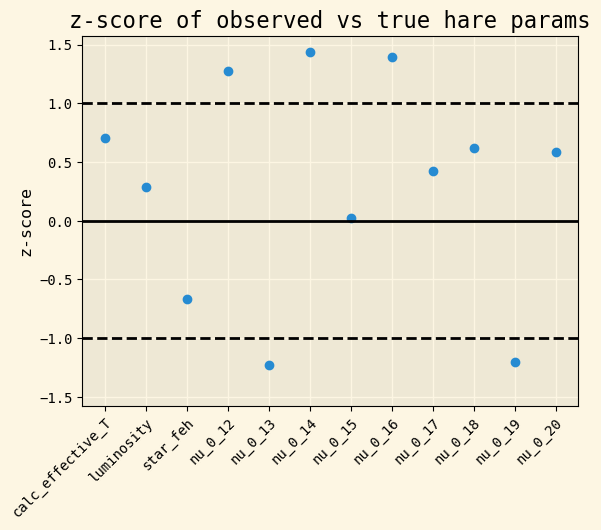 z-score of observed vs true hare params
1.5
1.0
0.5
0.0
−0.5
−1.0
−1.5
z-score
calc_effective_T
luminosity
star_feh
nu_0_12
nu_0_13
nu_0_14
nu_0_15
nu_0_16
nu_0_17
nu_0_18
nu_0_19
nu_0_20